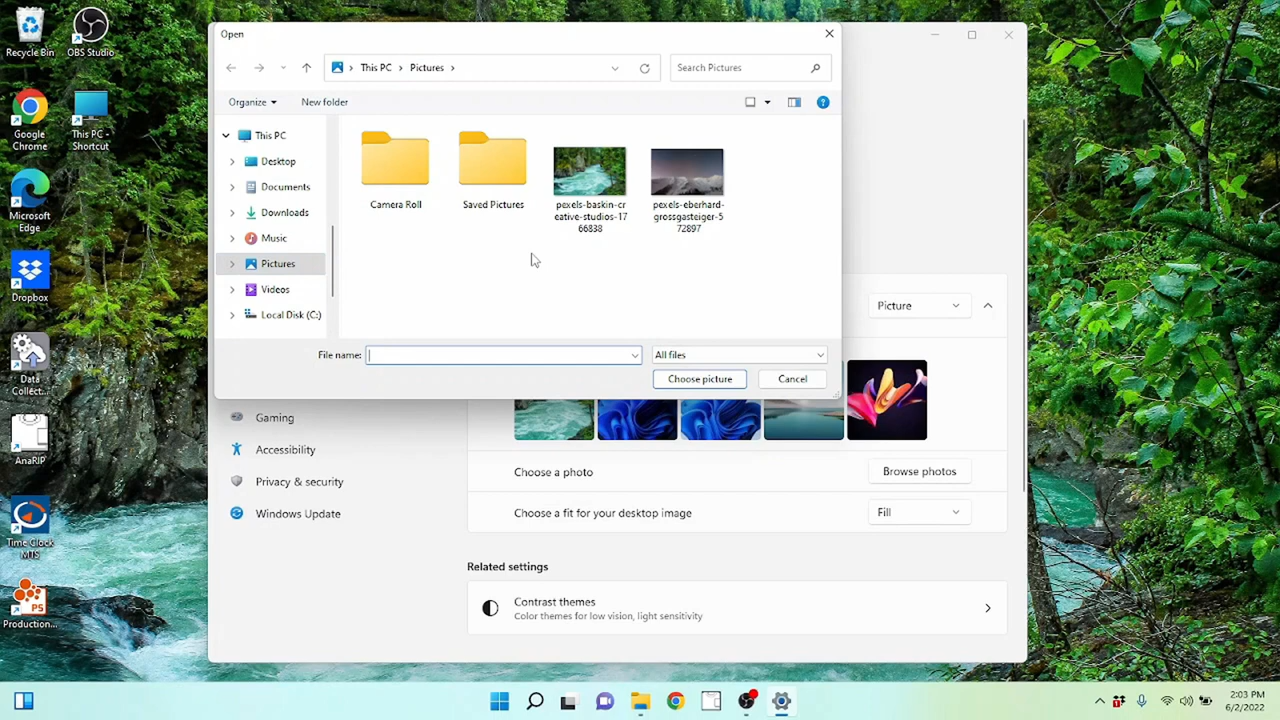 Recycle Bin
OBS Studio
Google
Chrome
This PC -
Shortcut
Microsoft
Edge
Dropbox
Data
Collect...
AnaRIP
Time Clock
MTS
PS
Production...
Open
This PC > Pictures >
Search Pictures
Organize
New folder
This PC
Desktop
Documents
Downloads
Music
Pictures
Videos
Local Disk (C:)
Camera Roll
Saved Pictures
pexels-baskin-cr
eative-studios-17
66838
pexels-eberhard-
grossgasteiger-5
72897
File name:
All files
Choose picture
Cancel
Picture
Gaming
Accessibility
Privacy & security
Windows Update
Choose a photo
Browse photos
Choose a fit for your desktop image
Fill
Related settings
Contrast themes
Color themes for low vision, light sensitivity
2:03 PM
6/2/2022